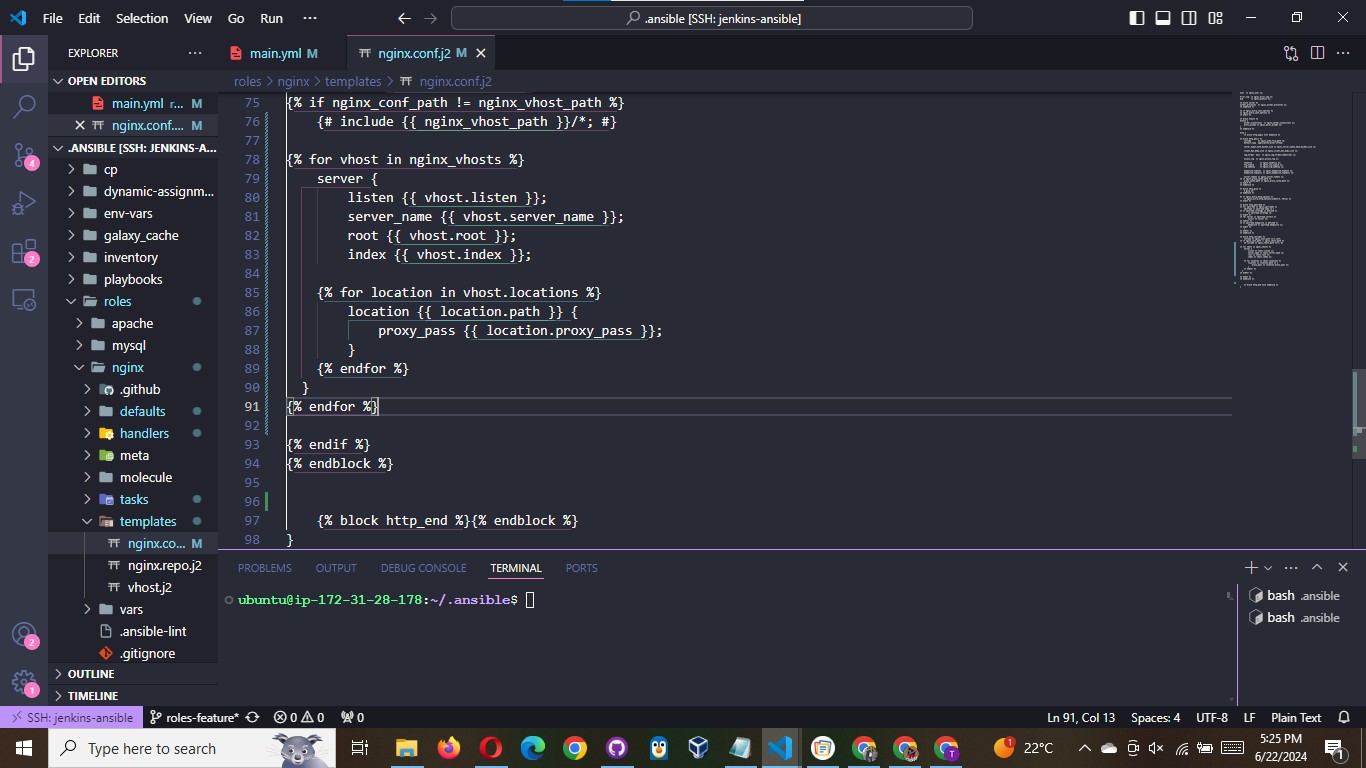 File Edit Selection View Go Run ···
.ansible [SSH: jenkins-ansible]
EXPLORER
main.yml M
nginx.conf.j2 M
OPEN EDITORS
main.yml r... M
nginx.conf.... M
.ANSIBLE [SSH: JENKINS-A...
cp
dynamic-assignm...
env-vars
galaxy_cache
inventory
playbooks
roles
apache
mysql
nginx
.github
defaults
handlers
meta
molecule
tasks
templates
nginx.co... M
nginx.repo.j2
vhost.j2
vars
.ansible-lint
.gitignore
OUTLINE
TIMELINE
4
2
2
1
roles > nginx > templates > nginx.conf.j2
75 {% if nginx_conf_path != nginx_vhost_path %}
76 {# include {{ nginx_vhost_path }}/*; #}
77
78 {% for vhost in nginx_vhosts %}
79 server {
80 listen {{ vhost.listen }};
81 server_name {{ vhost.server_name }};
82 root {{ vhost.root }};
83 index {{ vhost.index }};
84
85 {% for location in vhost.locations %}
86 location {{ location.path }} {
87 proxy_pass {{ location.proxy_pass }};
88 }
89 {% endfor %}
90 }
91 {% endfor %}
92
93 {% endif %}
94 {% endblock %}
95
96
97 {% block http_end %}{% endblock %}
98 }
PROBLEMS OUTPUT DEBUG CONSOLE TERMINAL PORTS
ubuntu@ip-172-31-28-178:~/.ansible$
bash .ansible
bash .ansible
SSH: jenkins-ansible
roles-feature*
0 0
0
Ln 91, Col 13
Spaces: 4
UTF-8
LF
Plain Text
Type here to search
1
22°C
5:25 PM
6/22/2024
1